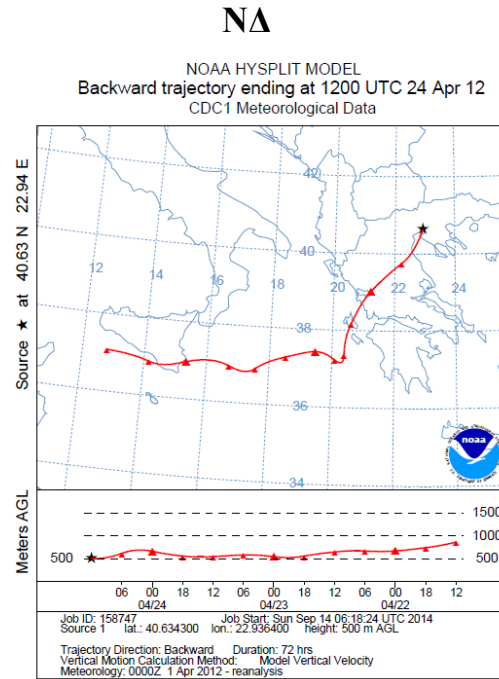 ΝΔ
NOAA HYSPLIT MODEL
Backward trajectory ending at 1200 UTC 24 Apr 12
CDC1 Meteorological Data
Source ★ at 40.63 N 22.94 E
42
12
14
16
18
20
40
22
24
38
36
34
noaa
Meters AGL
1500
1000
500
500
06 00 18 12 06 00 18 12 06 00 18 12
04/24 04/23 04/22
Job ID: 158747 Job Start: Sun Sep 14 06:18:24 UTC 2014
Source 1 lat.: 40.634300 lon.: 22.936400 height: 500 m AGL
Trajectory Direction: Backward Duration: 72 hrs
Vertical Motion Calculation Method: Model Vertical Velocity
Meteorology: 0000Z 1 Apr 2012 - reanalysis